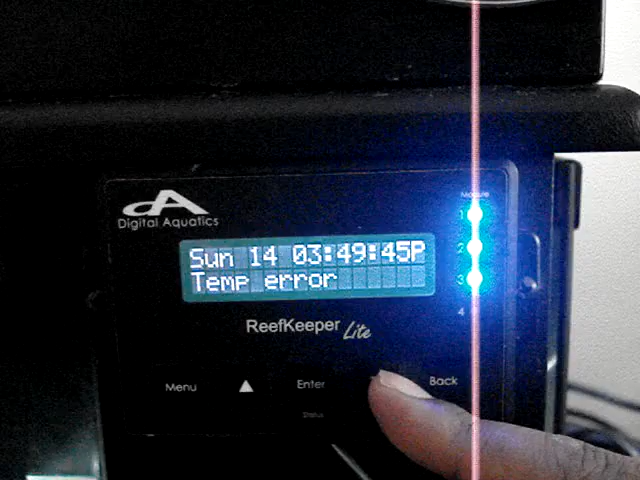 dA
Digital Aquatics
Module
1
2
3
4
Sun 14 03:49:45P
Temp error
ReefKeeper Lite
Menu ▲ Enter Back
Status